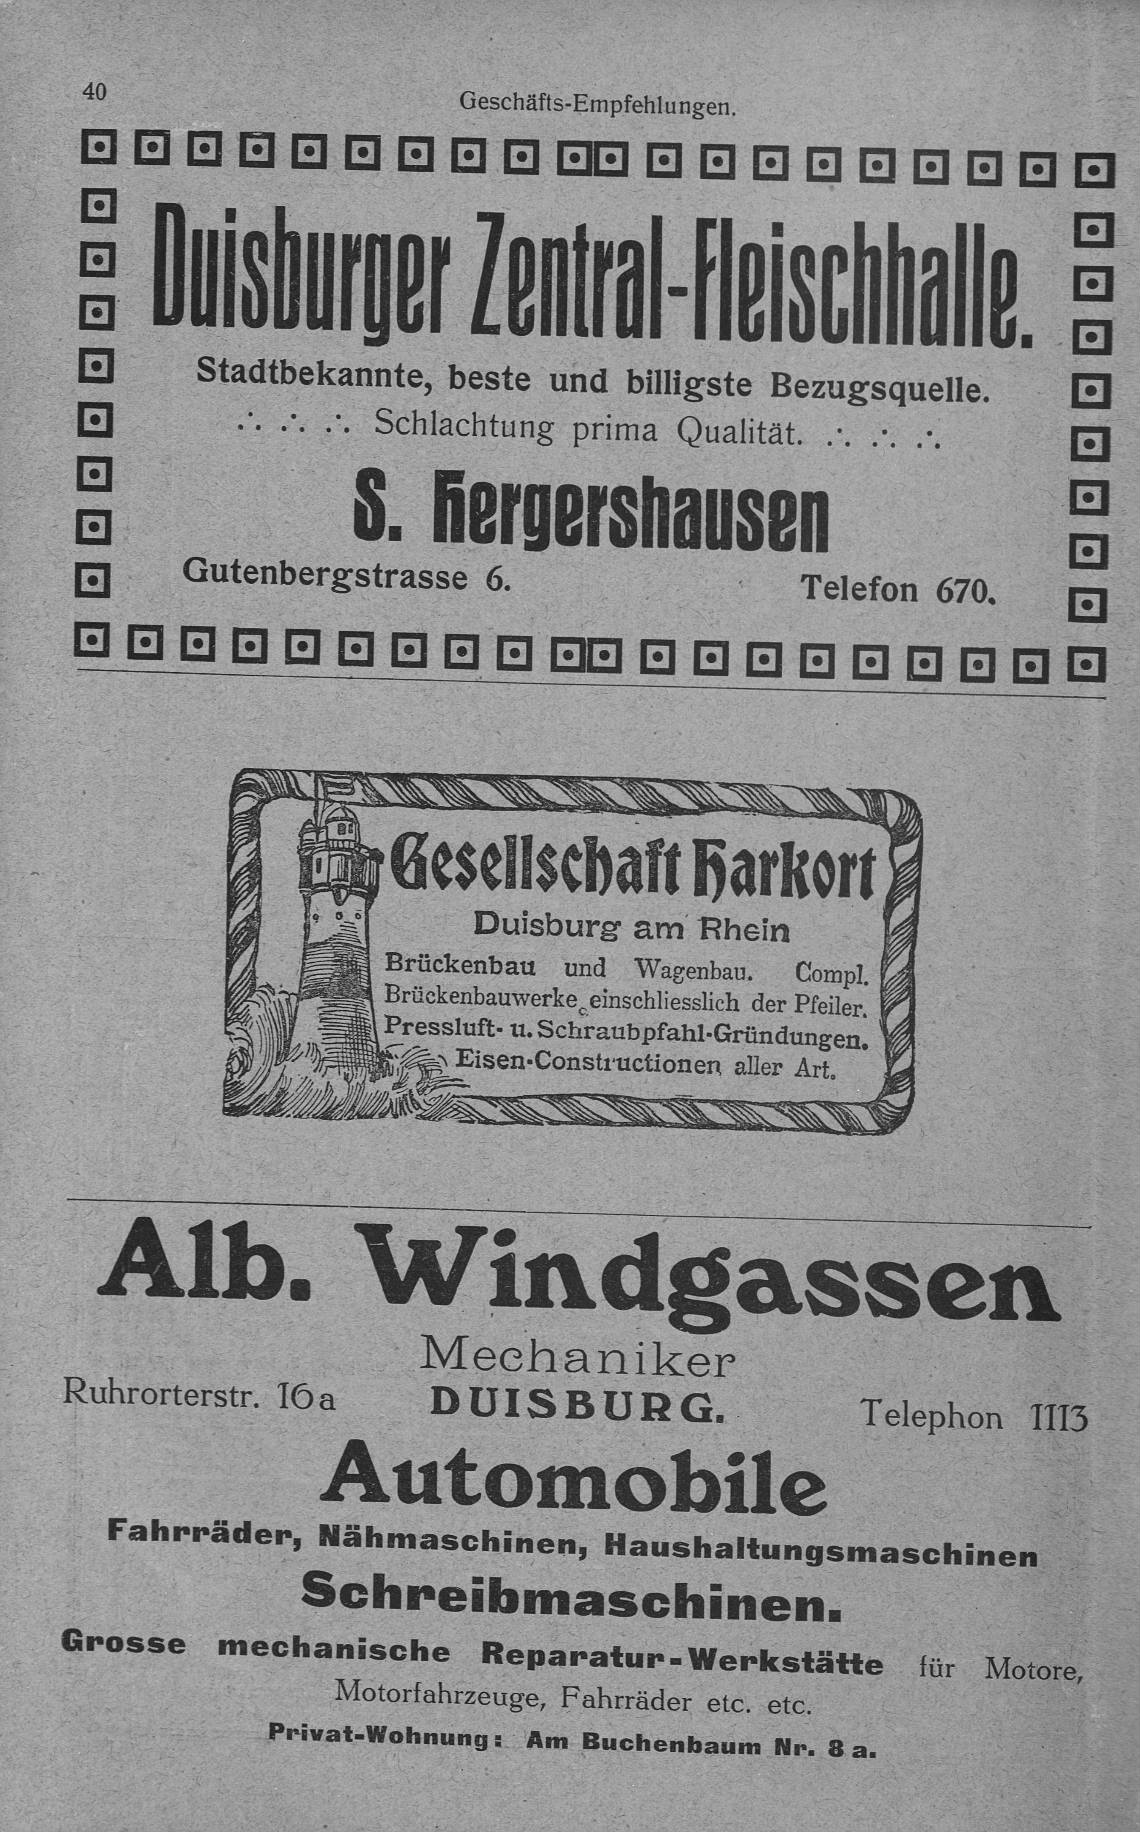 40
Geschäfts-Empfehlungen.
Duisburger Zentral-Fleischhalle.
Stadtbekannte, beste und billigste Bezugsquelle.
Schlachtung prima Qualität.
S. Hergershausen
Gutenbergstrasse 6. Telefon 670.
Gesellschaft Harkort
Duisburg am Rhein
Brückenbau und Wagenbau. Compl.
Brückenbauwerke einschliesslich der Pfeiler.
Pressluft- u. Schraubpfahl-Gründungen.
Eisen-Constructionen aller Art.
Alb. Windgassen
Mechaniker
Ruhrorterstr. 16a DUISBURG. Telephon 1113
Automobile
Fahrräder, Nähmaschinen, Haushaltungsmaschinen
Schreibmaschinen.
Grosse mechanische Reparatur-Werkstätte für Motore,
Motorfahrzeuge, Fahrräder etc. etc.
Privat-Wohnung: Am Buchenbaum Nr. 8a.